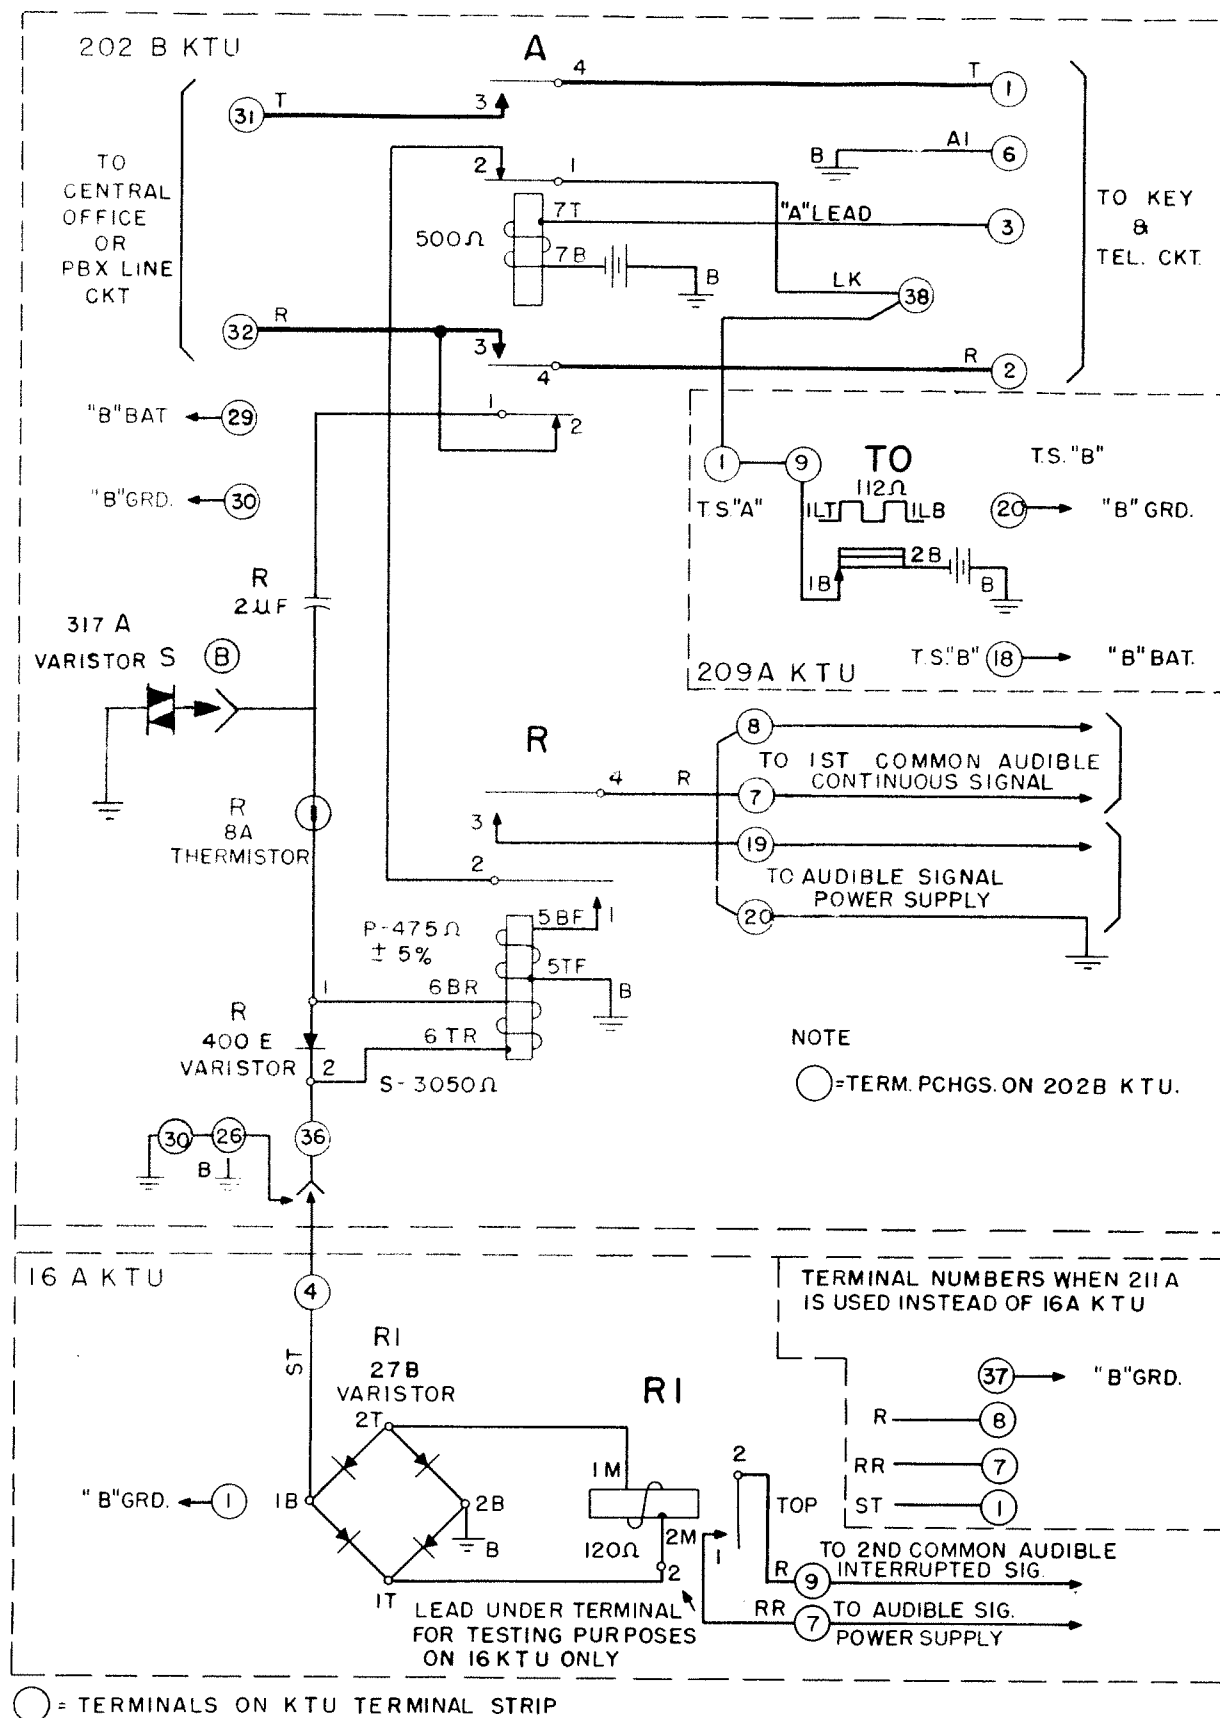 202 B KTU
A
4
T
1
31
T
3
TO
CENTRAL
OFFICE
OR
PBX LINE
CKT
B
A1
6
2
1
7T
"A" LEAD
3
TO KEY
&
TEL. CKT.
500Ω
7B
B
LK
38
32
R
3
4
R
2
"B" BAT
29
1
2
"B" GRD.
30
1
9
TO
T.S. "B"
T.S. "A"
112Ω
1LT
1LB
20
"B" GRD.
1B
2B
B
T.S. "B"
18
"B" BAT.
209A KTU
R
2µF
317 A
VARISTOR S
B
R
8
TO 1ST COMMON AUDIBLE
CONTINUOUS SIGNAL
4
R
7
R
8A
THERMISTOR
3
19
2
TO AUDIBLE SIGNAL
POWER SUPPLY
20
P-475Ω
± 5%
5BF
1
5TF
B
1
6BR
R
400 E
VARISTOR
6 TR
2
S-3050Ω
NOTE
=TERM. PCHGS. ON 202B KTU.
30
26
36
B
16 A KTU
4
TERMINAL NUMBERS WHEN 211A
IS USED INSTEAD OF 16A KTU
ST
R1
27B
VARISTOR
R1
37
"B" GRD.
R
8
RR
7
ST
1
2T
1M
2
"B" GRD.
1
1B
2B
B
TOP
120Ω
2M
1
2
1T
TO 2ND COMMON AUDIBLE
INTERRUPTED SIG.
R
9
RR
7
TO AUDIBLE SIG.
POWER SUPPLY
LEAD UNDER TERMINAL
FOR TESTING PURPOSES
ON 16 KTU ONLY
= TERMINALS ON KTU TERMINAL STRIP